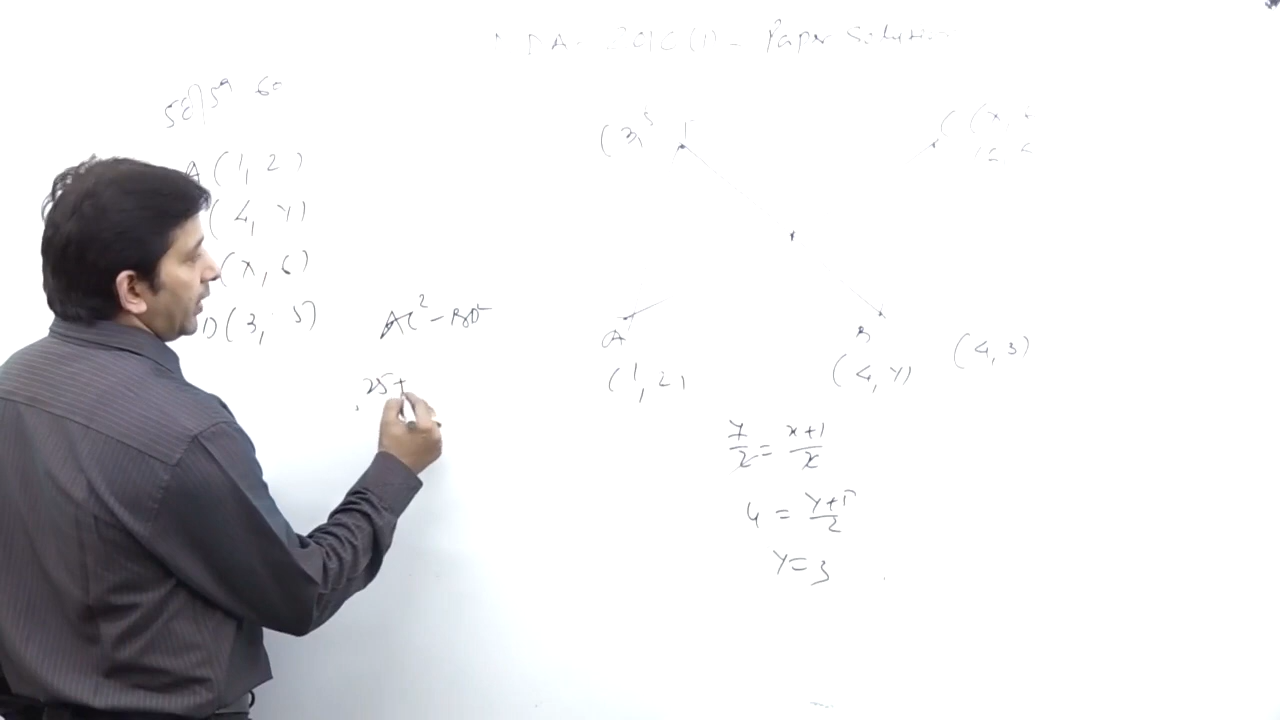 Paper Solution
58 59 60
A (1, 2)
(4, y)
(x, 6)
D (3, 5)
AC² - BD²
25 +
(3, 5
C (x,
A
(1, 2)
B
(4, y)
(4, 3)
7/2 = x+1/2
4 = y+5/2
y = 3